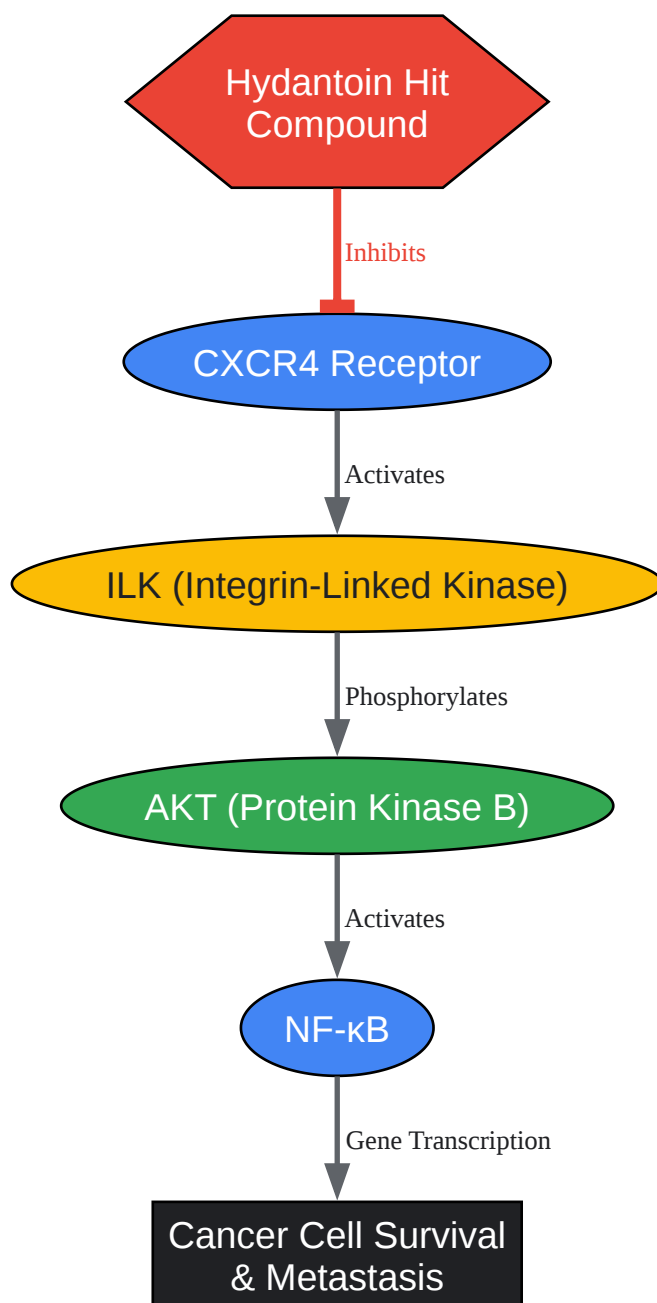 Hydantoin Hit
Compound
Inhibits
CXCR4 Receptor
Activates
ILK (Integrin-Linked Kinase)
Phosphorylates
AKT (Protein Kinase B)
Activates
NF-κB
Gene Transcription
Cancer Cell Survival
& Metastasis